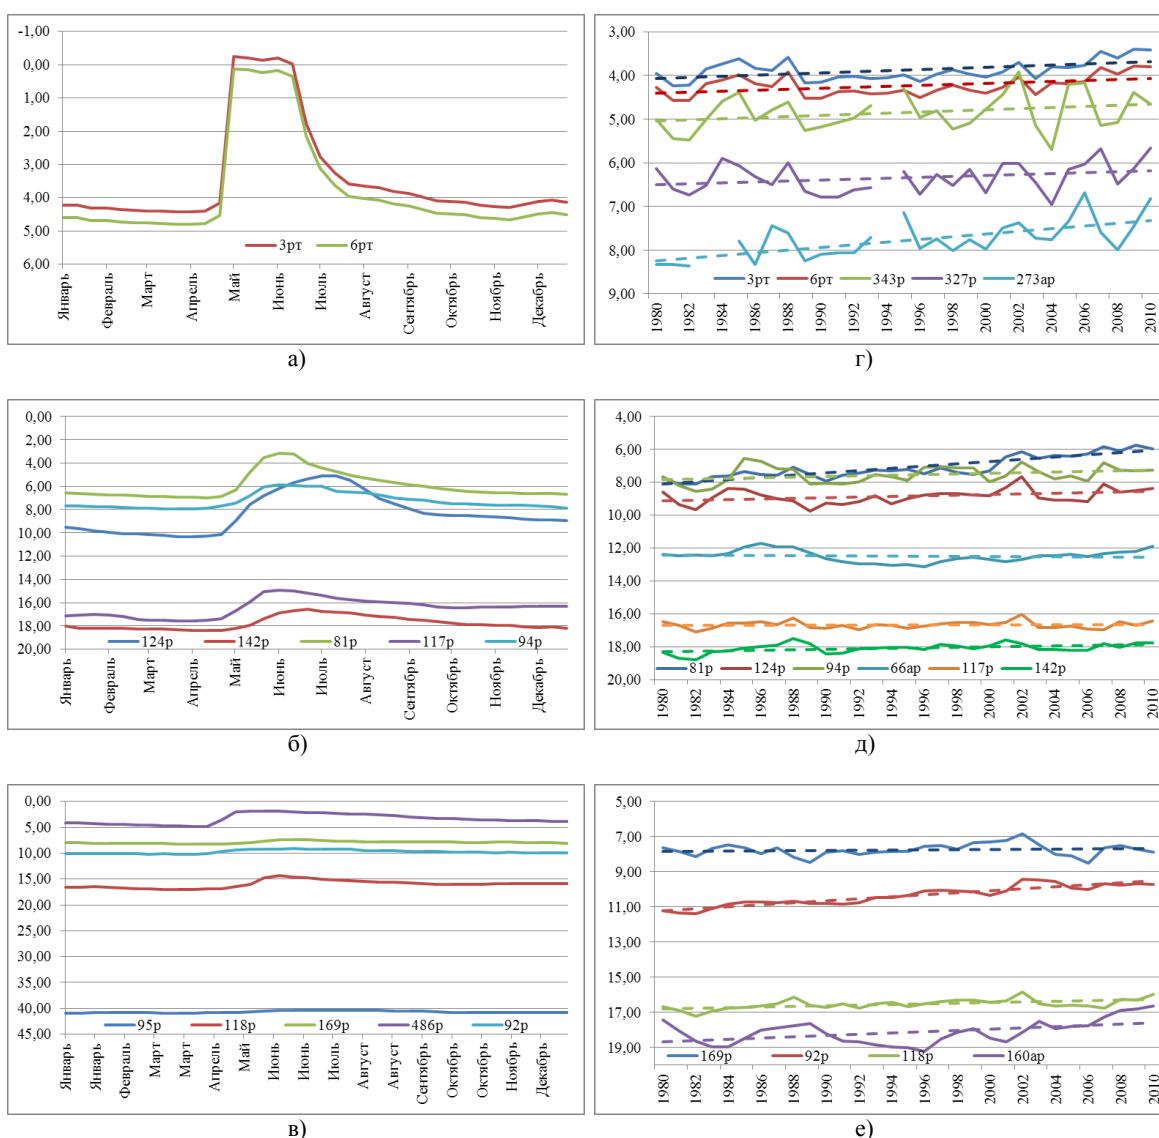 -1,00
0,00
1,00
2,00
3,00
4,00
5,00
6,00
Январь
Февраль
Март
Апрель
Май
Июнь
Июль
Август
Сентябрь
Октябрь
Ноябрь
Декабрь
3рт 6рт
а)
3,00
4,00
5,00
6,00
7,00
8,00
9,00
3рт 6рт 343р 327р 273ар
1980
1982
1984
1986
1988
1990
1992
1994
1996
1998
2000
2002
2004
2006
2008
2010
г)
0,00
2,00
4,00
6,00
8,00
10,00
12,00
14,00
16,00
18,00
20,00
124р 142р 81р 117р 94р
Январь
Февраль
Март
Апрель
Май
Июнь
Июль
Август
Сентябрь
Октябрь
Ноябрь
Декабрь
б)
4,00
6,00
8,00
10,00
12,00
14,00
16,00
18,00
20,00
81р 124р 94р 66ар 117р 142р
1980
1982
1984
1986
1988
1990
1992
1994
1996
1998
2000
2002
2004
2006
2008
2010
д)
0,00
5,00
10,00
15,00
20,00
25,00
30,00
35,00
40,00
45,00
95р 118р 169р 486р 92р
Январь
Январь
Февраль
Март
Март
Апрель
Май
Июнь
Июнь
Июль
Август
Август
Сентябрь
Октябрь
Октябрь
Ноябрь
Декабрь
в)
5,00
7,00
9,00
11,00
13,00
15,00
17,00
19,00
169р 92р 118р 160ар
1980
1982
1984
1986
1988
1990
1992
1994
1996
1998
2000
2002
2004
2006
2008
2010
е)